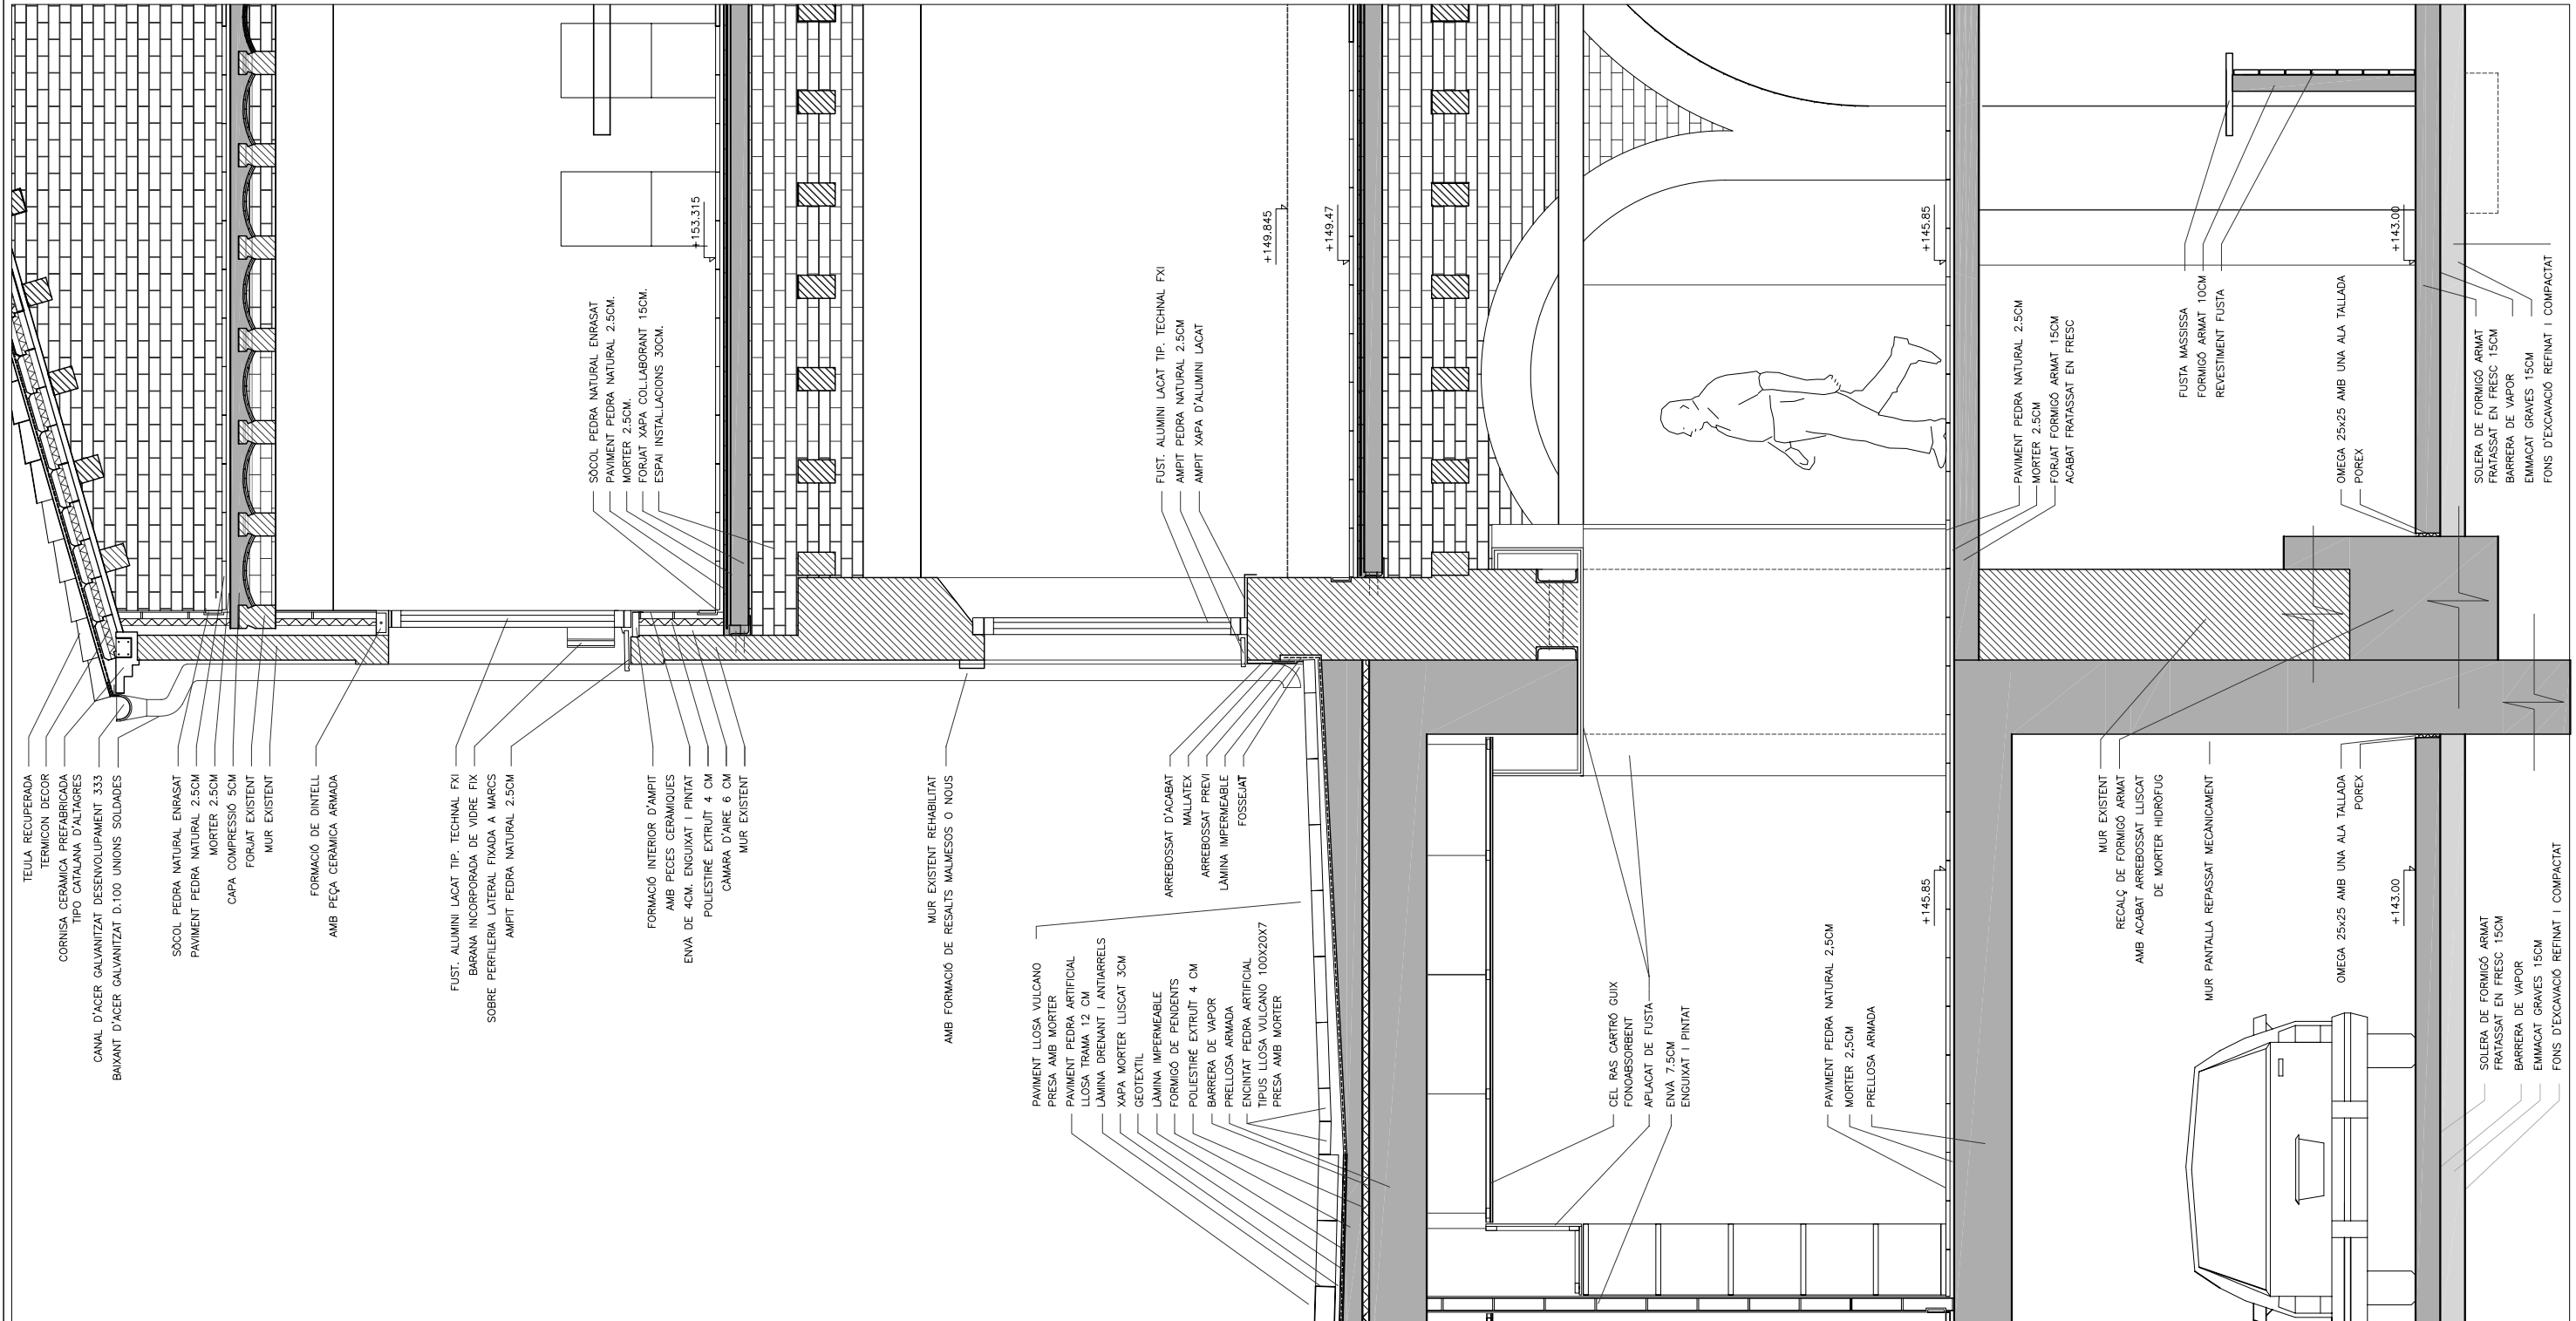 TEULA RECUPERADA
TERMICON DECOR
CORNISA CERÀMICA PREFABRICADA
TIPO CATALANA D'ALTAGRES
CANAL D'ACER GALVANITZAT DESENVOLUPAMENT 333
BAIXANT D'ACER GALVANITZAT D.100 UNIONS SOLDADES
SÒCOL PEDRA NATURAL ENRASAT
PAVIMENT PEDRA NATURAL 2.5CM
MORTER 2.5CM
CAPA COMPRESSIÓ 5CM
FORJAT EXISTENT
MUR EXISTENT
FORMACIÓ DE DINTELL
AMB PEÇA CERÀMICA ARMADA
FUST. ALUMINI LACAT TIP. TECHNAL FXI
BARANA INCORPORADA DE VIDRE FIX
SOBRE PERFILERIA LATERAL FIXADA A MARCS
AMPIT PEDRA NATURAL 2.5CM
FORMACIÓ INTERIOR D'AMPIT
AMB PECES CERÀMIQUES
ENVÀ DE 4CM. ENGUIXAT I PINTAT
POLIESTIRÉ EXTRUÏT 4 CM
CÀMARA D'AIRE 6 CM
MUR EXISTENT
MUR EXISTENT REHABILITAT
AMB FORMACIÓ DE RESALTS MALMESOS O NOUS
ARREBOSSAT D'ACABAT
MALLATEX
ARREBOSSAT PREVI
LÀMINA IMPERMEABLE
FOSSEJAT
PAVIMENT LLOSA VULCANO
PRESA AMB MORTER
PAVIMENT PEDRA ARTIFICIAL
LLOSA TRAMA 12 CM
LÀMINA DRENANT I ANTIARRELS
XAPA MORTER LLISCAT 3CM
GEOTEXTIL
LÀMINA IMPERMEABLE
FORMIGÓ DE PENDENTS
POLIESTIRÉ EXTRUÏT 4 CM
BARRERA DE VAPOR
PRELLOSA ARMADA
ENCINTAT PEDRA ARTIFICIAL
TIPUS LLOSA VULCANO 100X20X7
PRESA AMB MORTER
CEL RAS CARTRÓ GUIX
FONOABSORBENT
APLACAT DE FUSTA
ENVÀ 7.5CM
ENGUIXAT I PINTAT
PAVIMENT PEDRA NATURAL 2,5CM
MORTER 2,5CM
PRELLOSA ARMADA
+145.85
MUR EXISTENT
RECALÇ DE FORMIGÓ ARMAT
AMB ACABAT ARREBOSSAT LLISCAT
DE MORTER HIDRÒFUG
MUR PANTALLA REPASSAT MECÀNICAMENT
OMEGA 25x25 AMB UNA ALA TALLADA
POREX
+143.00
SOLERA DE FORMIGÓ ARMAT
FRATASSAT EN FRESC 15CM
BARRERA DE VAPOR
EMMACAT GRAVES 15CM
FONS D'EXCAVACIÓ REFINAT I COMPACTAT
SÒCOL PEDRA NATURAL ENRASAT
PAVIMENT PEDRA NATURAL 2.5CM.
MORTER 2.5CM.
FORJAT XAPA COL.LABORANT 15CM.
ESPAI INSTAL.LACIONS 30CM.
+153.315
FUST. ALUMINI LACAT TIP. TECHNAL FXI
AMPIT PEDRA NATURAL 2.5CM
AMPIT XAPA D'ALUMINI LACAT
+149.845
+149.47
+145.85
PAVIMENT PEDRA NATURAL 2.5CM
MORTER 2.5CM
FORJAT FORMIGÓ ARMAT 15CM
ACABAT FRATASSAT EN FRESC
FUSTA MASSISSA
FORMIGÓ ARMAT 10CM
REVESTIMENT FUSTA
OMEGA 25x25 AMB UNA ALA TALLADA
POREX
+143.00
SOLERA DE FORMIGÓ ARMAT
FRATASSAT EN FRESC 15CM
BARRERA DE VAPOR
EMMACAT GRAVES 15CM
FONS D'EXCAVACIÓ REFINAT I COMPACTAT